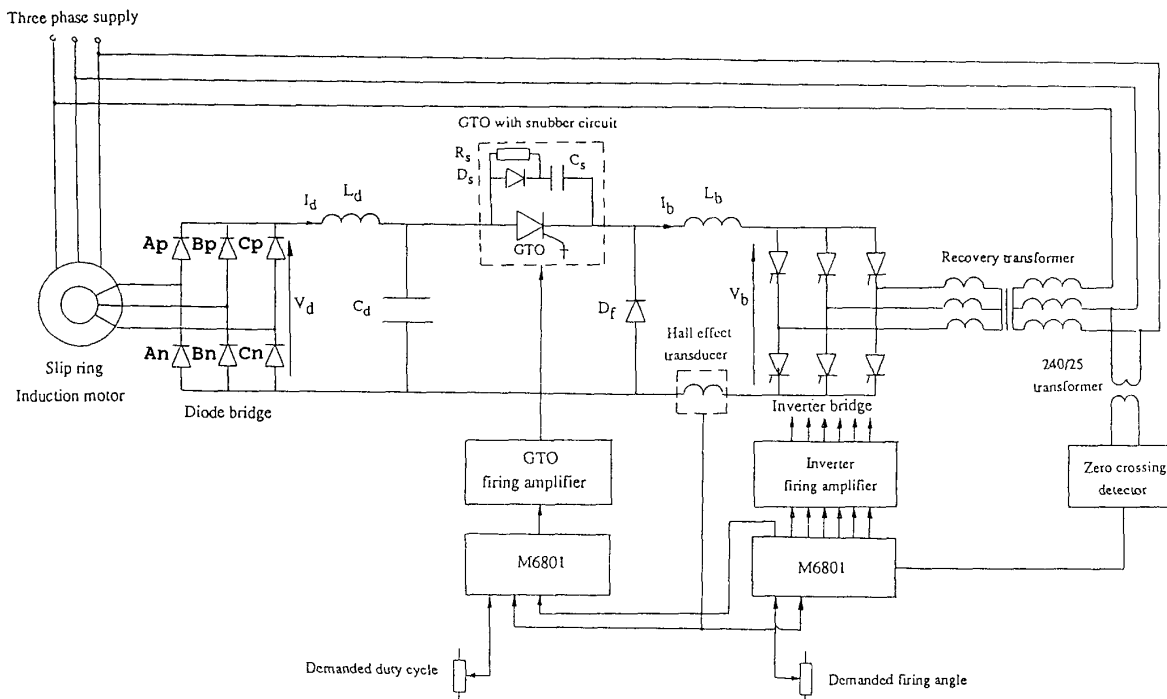 Three phase supply
GTO with snubber circuit
R_s
D_s
C_s
I_d
L_d
GTO
I_b
L_b
Ap
Bp
Cp
V_d
C_d
D_f
V_b
Recovery transformer
Hall effect
transducer
An
Bn
Cn
Slip ring
Induction motor
Diode bridge
Inverter bridge
240/25
transformer
GTO
firing amplifier
Inverter
firing amplifier
Zero crossing
detector
M6801
M6801
Demanded duty cycle
Demanded firing angle